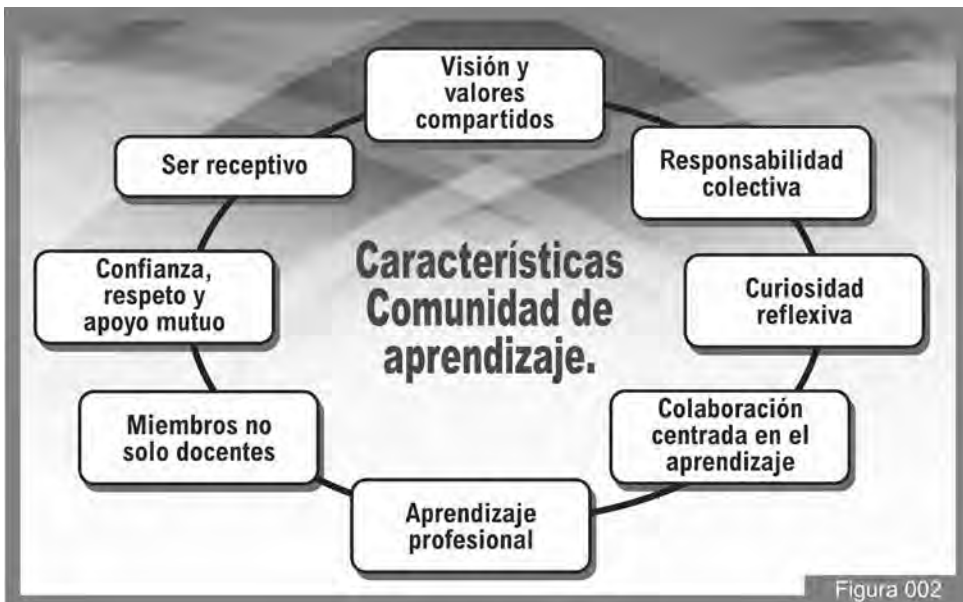 Visión y
valores
compartidos
Ser receptivo
Responsabilidad
colectiva
Confianza,
respeto y
apoyo mutuo
Características
Comunidad de
aprendizaje.
Curiosidad
reflexiva
Miembros no
solo docentes
Colaboración
centrada en el
aprendizaje
Aprendizaje
profesional
Figura 002